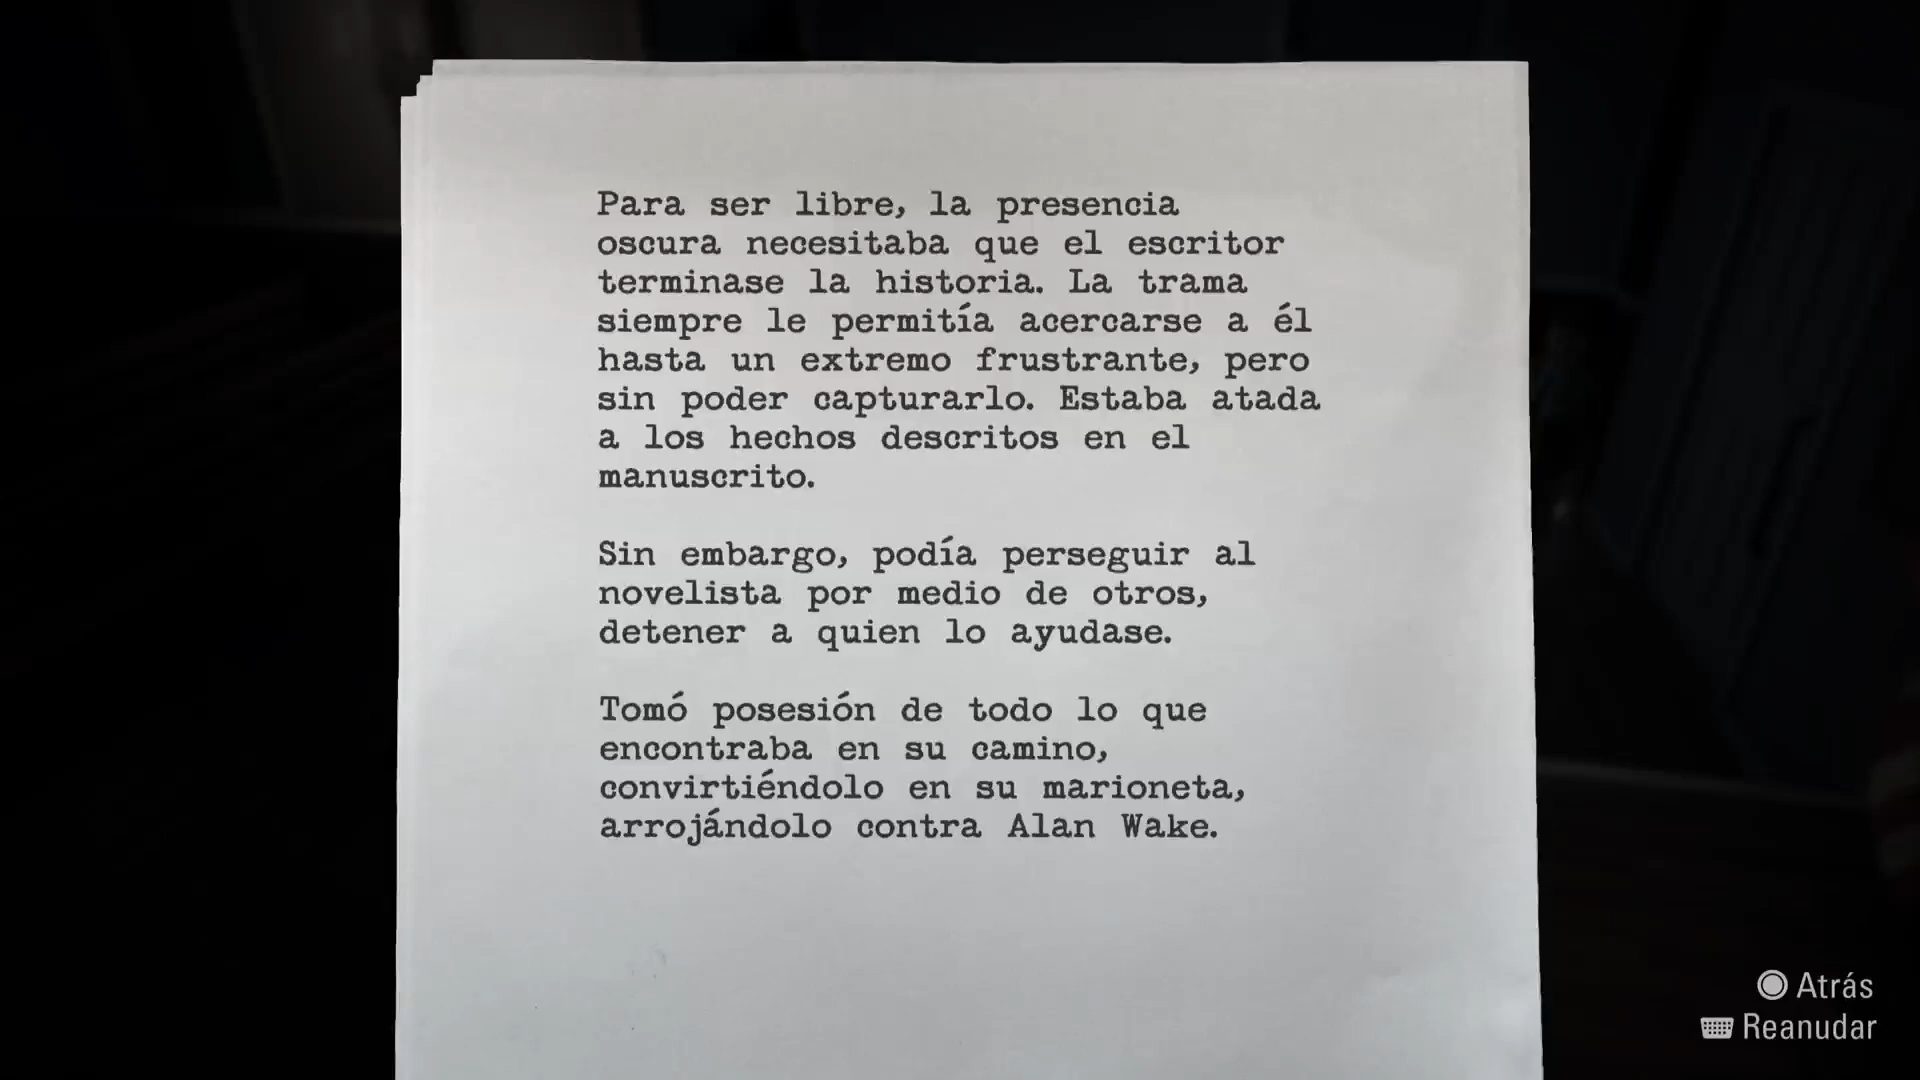 Para ser libre, la presencia
oscura necesitaba que el escritor
terminase la historia. La trama
siempre le permitía acercarse a él
hasta un extremo frustrante, pero
sin poder capturarlo. Estaba atada
a los hechos descritos en el
manuscrito.
Sin embargo, podía perseguir al
novelista por medio de otros,
detener a quien lo ayudase.
Tomó posesión de todo lo que
encontraba en su camino,
convirtiéndolo en su marioneta,
arrojándolo contra Alan Wake.
Atrás
Reanudar